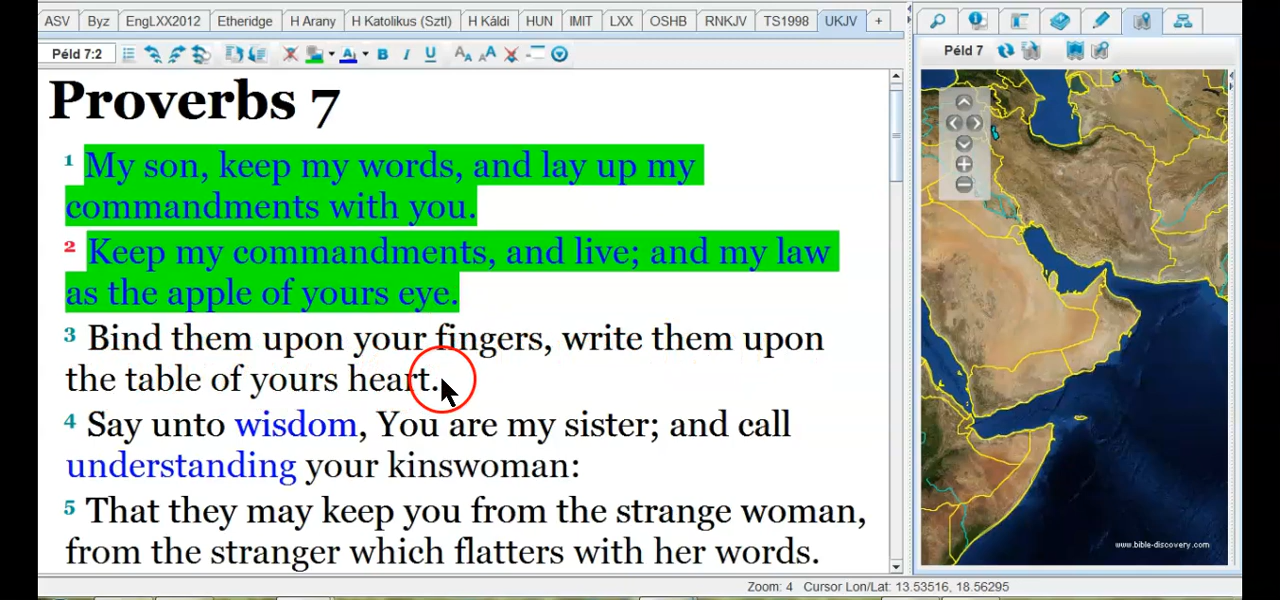 ASV Byz EngLXX2012 Etheridge H Arany H Katolikus (Sztl) H Káldi HUN IMIT LXX OSHB RNKJV TS1998 UKJV +
Péld 7:2 A B I U A A A A
Péld 7
Proverbs 7
1 My son, keep my words, and lay up my
commandments with you.
2 Keep my commandments, and live; and my law
as the apple of yours eye.
3 Bind them upon your fingers, write them upon
the table of yours heart.
4 Say unto wisdom, You are my sister; and call
understanding your kinswoman:
5 That they may keep you from the strange woman,
from the stranger which flatters with her words.
www.bible-discovery.com
Zoom: 4 Cursor Lon/Lat: 13.53516, 18.56295